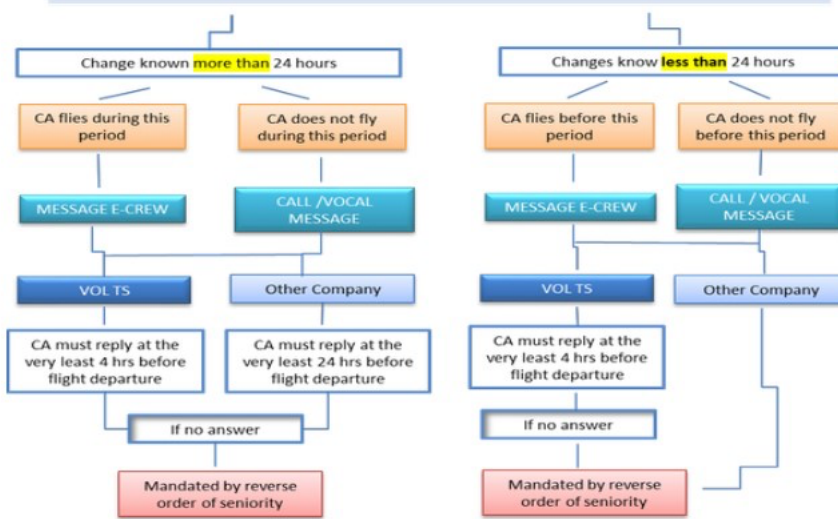 Change known more than 24 hours
CA flies during this
period
CA does not fly
during this period
MESSAGE E-CREW
CALL /VOCAL
MESSAGE
VOL TS
Other Company
CA must reply at the
very least 4 hrs before
flight departure
CA must reply at the
very least 24 hrs before
flight departure
If no answer
Mandated by reverse
order of seniority
Changes know less than 24 hours
CA flies before this
period
CA does not fly
before this period
MESSAGE E-CREW
CALL / VOCAL
MESSAGE
VOL TS
Other Company
CA must reply at the
very least 4 hrs before
flight departure
If no answer
Mandated by reverse
order of seniority